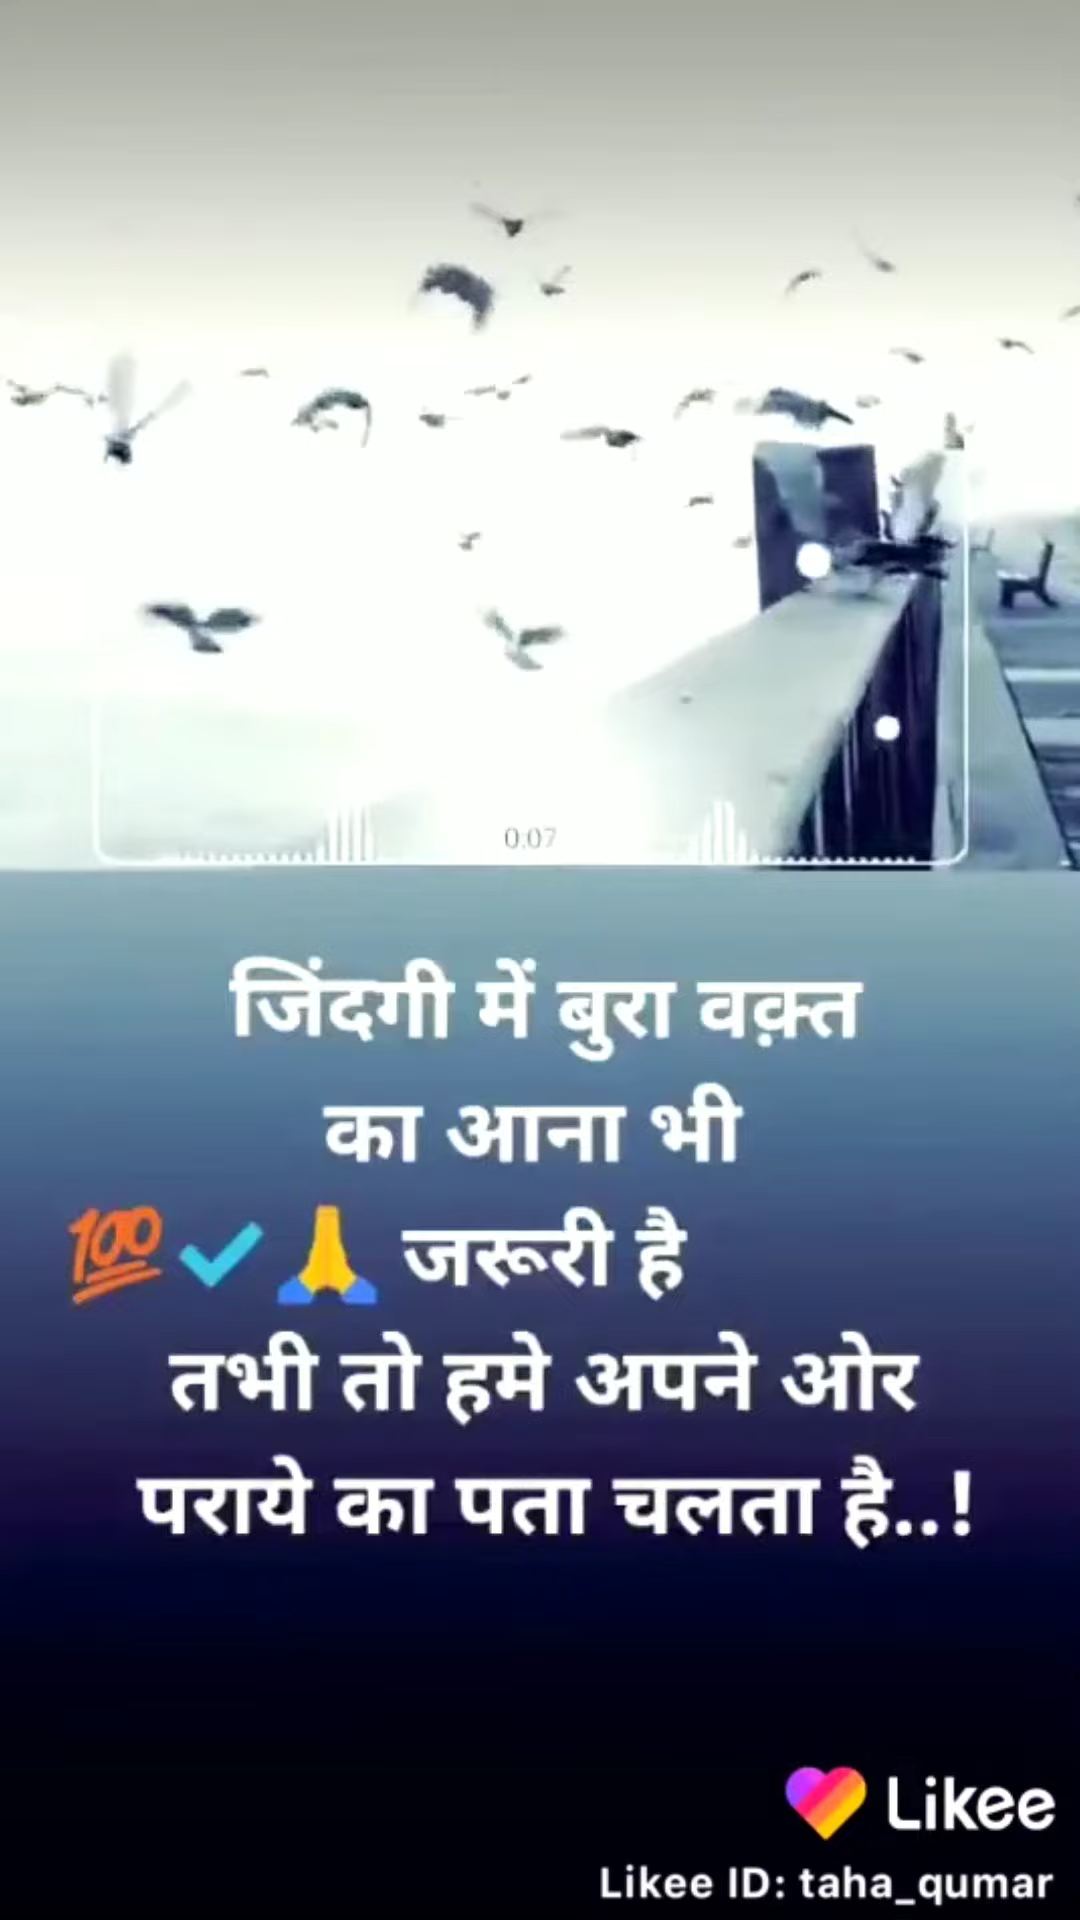 0:07
जिंदगी में बुरा वक़्त
का आना भी
💯✔🙏 जरूरी है
तभी तो हमे अपने ओर
पराये का पता चलता है..!
Likee
Likee ID: taha_qumar